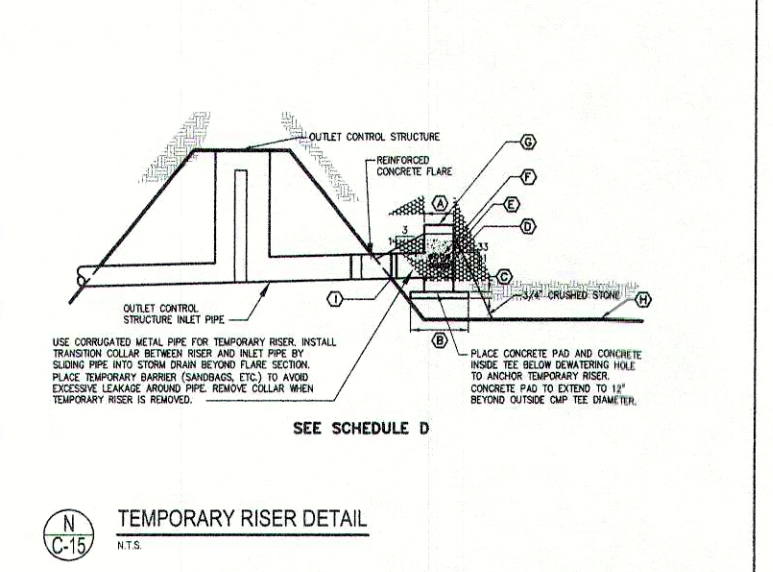 OUTLET CONTROL STRUCTURE
REINFORCED
CONCRETE FLARE
G
F
E
D
A
3
1
33
1
C
3/4" CRUSHED STONE
H
I
B
OUTLET CONTROL
STRUCTURE INLET PIPE
USE CORRUGATED METAL PIPE FOR TEMPORARY RISER. INSTALL
TRANSITION COLLAR BETWEEN RISER AND INLET PIPE BY
SLIDING PIPE INTO STORM DRAIN BEYOND FLARE SECTION.
PLACE TEMPORARY BARRIER (SANDBAGS, ETC.) TO AVOID
EXCESSIVE LEAKAGE AROUND PIPE. REMOVE COLLAR WHEN
TEMPORARY RISER IS REMOVED.
PLACE CONCRETE PAD AND CONCRETE
INSIDE TEE BELOW DEWATERING HOLE
TO ANCHOR TEMPORARY RISER.
CONCRETE PAD TO EXTEND TO 12"
BEYOND OUTSIDE CMP TEE DIAMETER.
SEE SCHEDULE D
N
C-15
TEMPORARY RISER DETAIL
N.T.S.